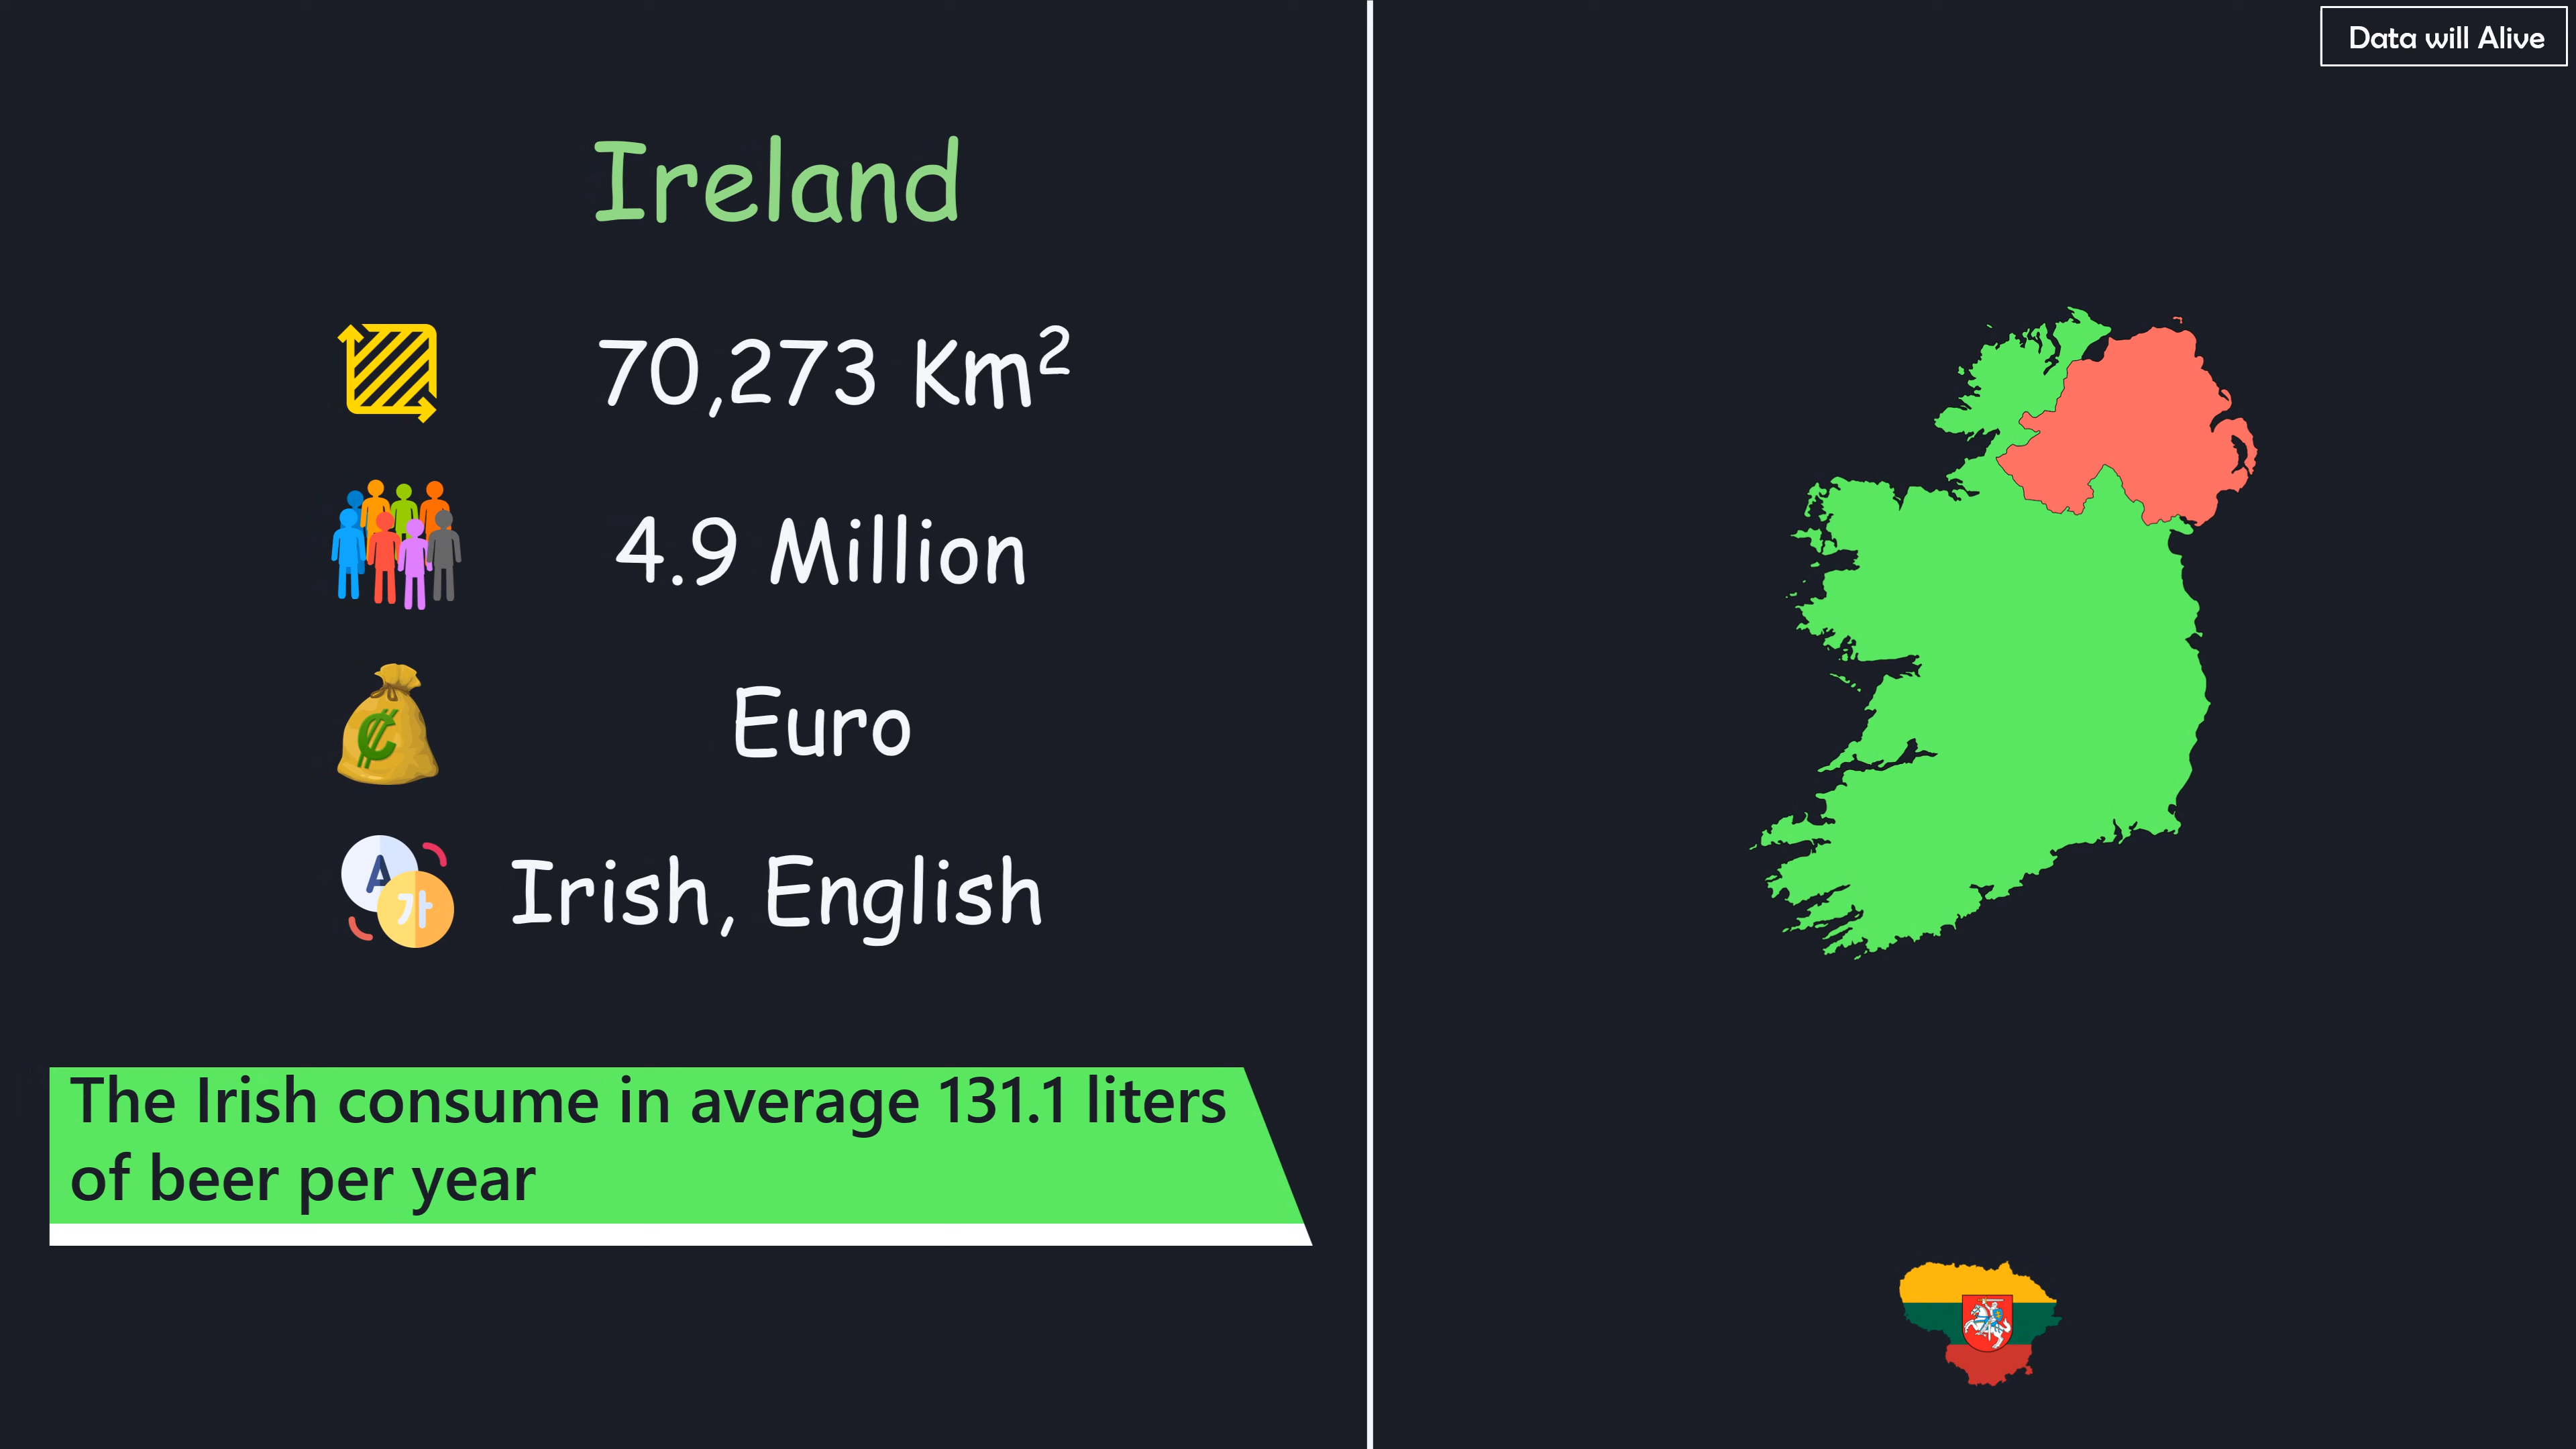 Data will Alive
Ireland
70,273 Km²
4.9 Million
₡
Euro
A
가
Irish, English
The Irish consume in average 131.1 liters
of beer per year